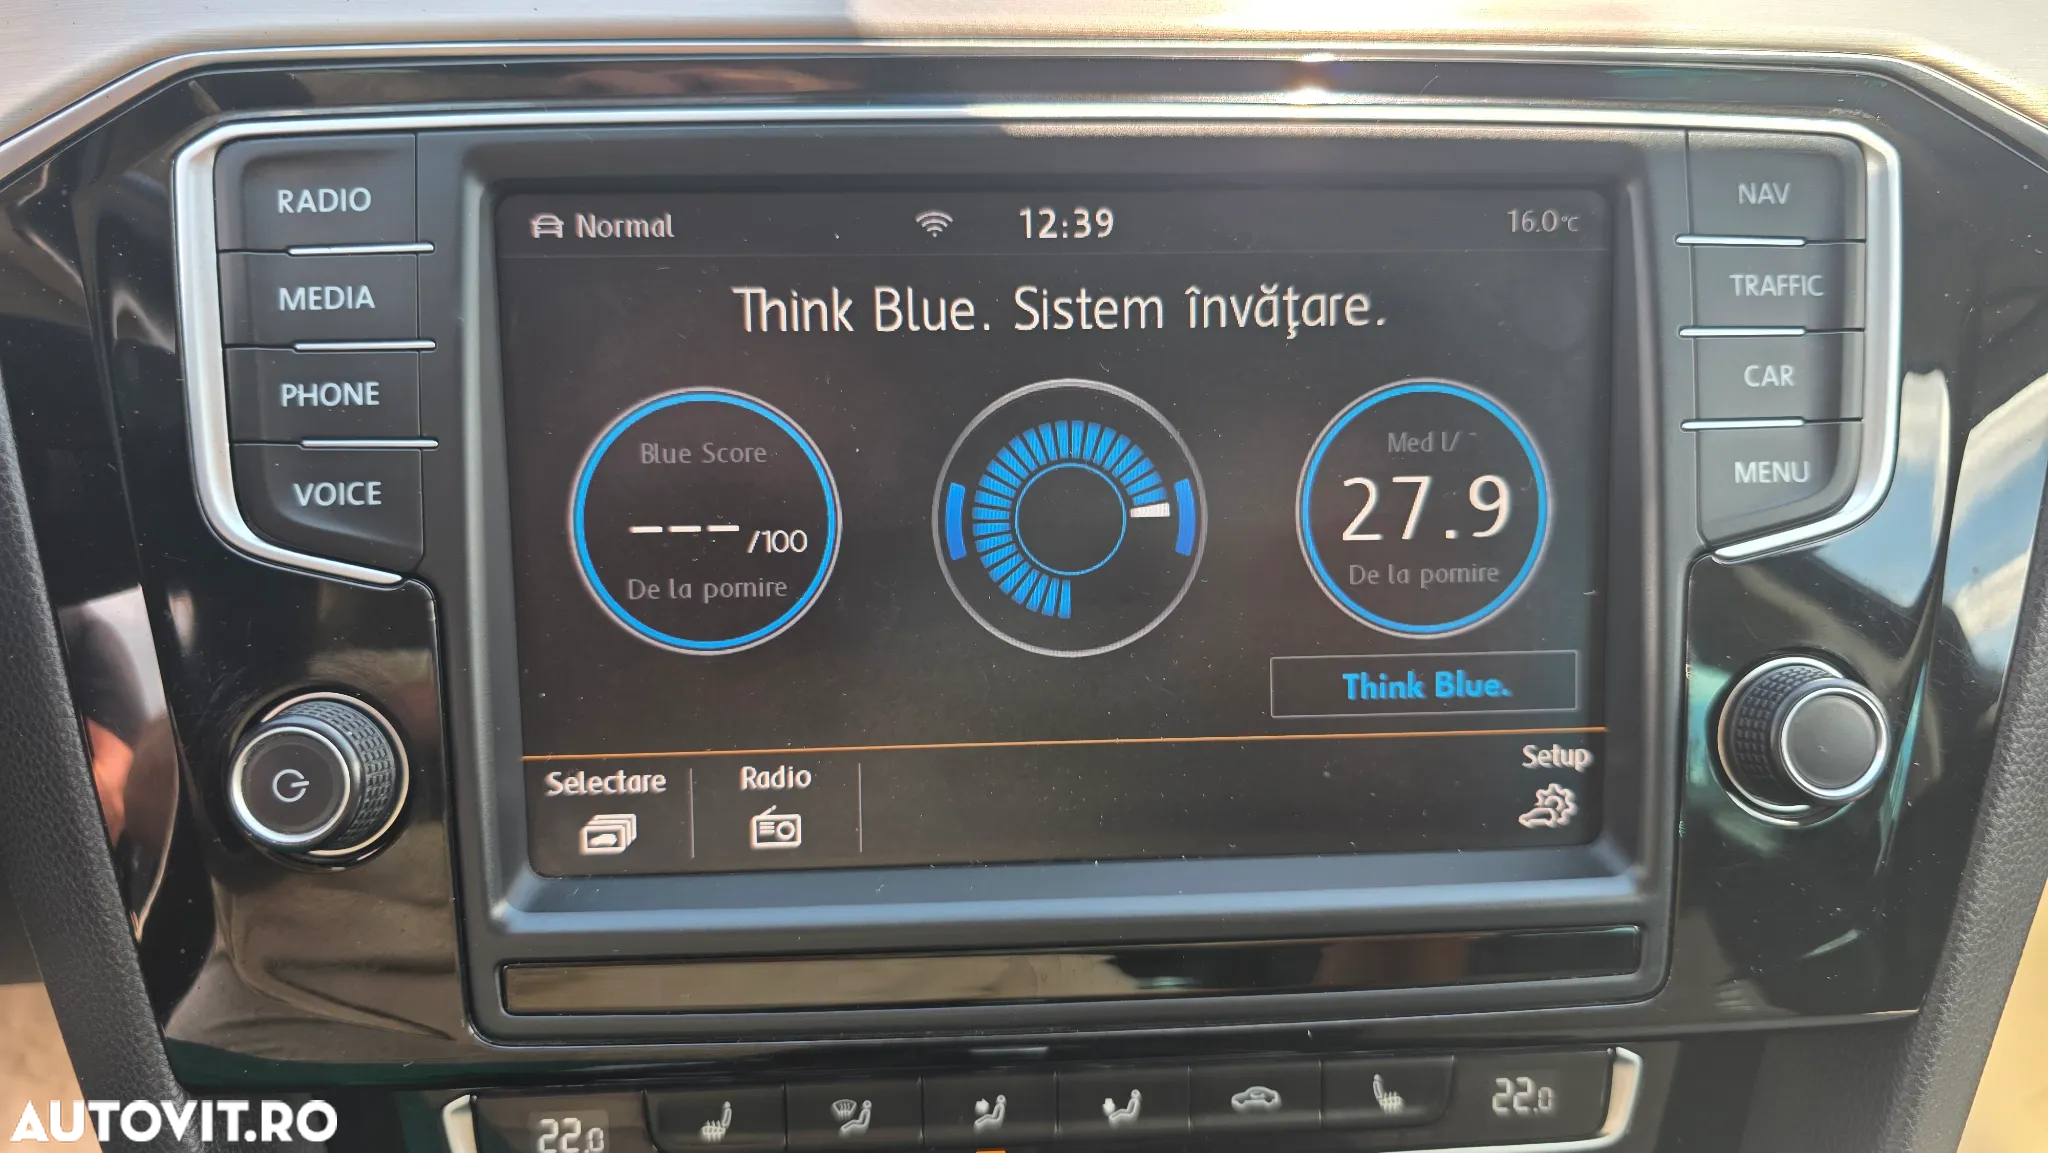 RADIO
MEDIA
PHONE
VOICE
Normal
12:39
16.0°C
Think Blue. Sistem învăţare.
Blue Score
---/100
De la pornire
Med l/
27.9
De la pornire
Think Blue.
Selectare
Radio
Setup
NAV
TRAFFIC
CAR
MENU
22.0
22.0
AUTOVIT.RO